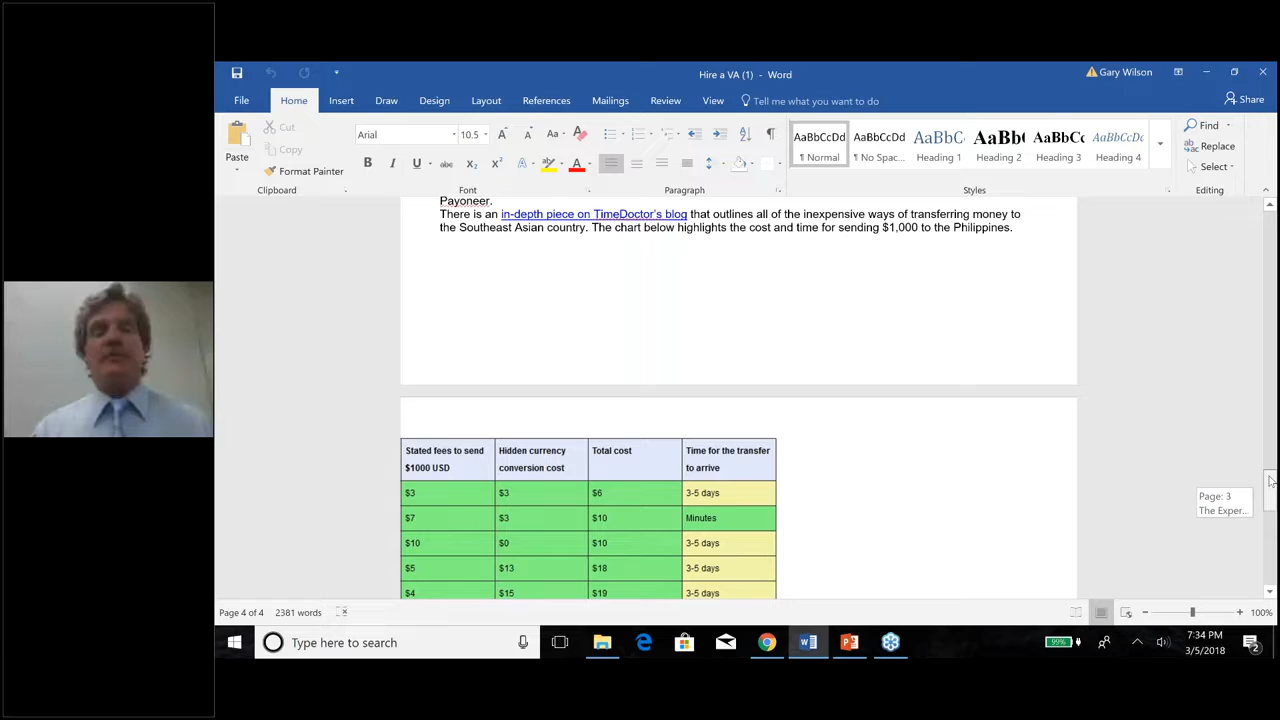 Hire a VA (1) - Word
Gary Wilson
File Home Insert Draw Design Layout References Mailings Review View Tell me what you want to do Share
Paste
Cut
Copy
Format Painter
Clipboard
Arial 10.5
Font
Paragraph
AaBbCcDd AaBbCcDd AaBbC AaBb( AaBbCc AaBbCcDc
¶ Normal ¶ No Spac... Heading 1 Heading 2 Heading 3 Heading 4
Styles
Find
Replace
Select
Editing
Payoneer.
There is an in-depth piece on TimeDoctor's blog that outlines all of the inexpensive ways of transferring money to
the Southeast Asian country. The chart below highlights the cost and time for sending $1,000 to the Philippines.
Stated fees to send $1000 USD Hidden currency conversion cost Total cost Time for the transfer to arrive
$3 $3 $6 3-5 days
$7 $3 $10 Minutes
$10 $0 $10 3-5 days
$5 $13 $18 3-5 days
$4 $15 $19 3-5 days
Page: 3
The Exper...
Page 4 of 4 2381 words 100%
Type here to search
99%
7:34 PM
3/5/2018
2